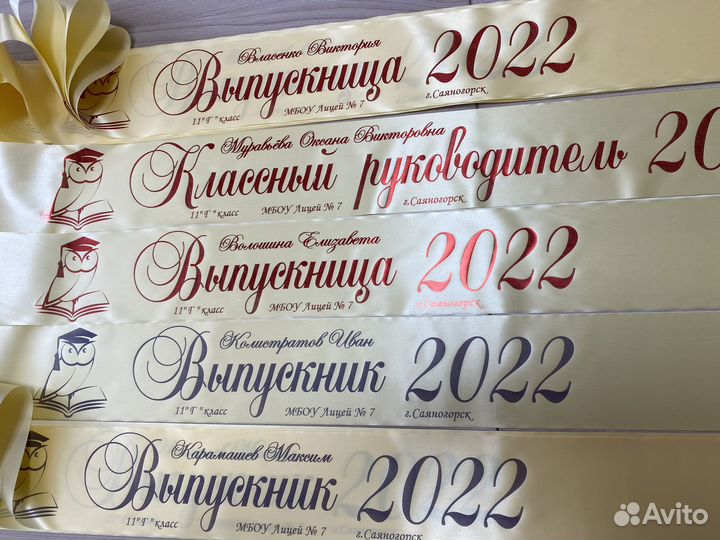 Власенко Виктория
Выпускница 2022
11"Г" класс МБОУ Лицей № 7 г.Саяногорск
Муравьёва Оксана Викторовна
Классный руководитель 20
11"Г" класс МБОУ Лицей № 7 г.Саяногорск
Волошина Елизавета
Выпускница 2022
11"Г" класс МБОУ Лицей № 7 г.Саяногорск
Колистратов Иван
Выпускник 2022
11"Г" класс МБОУ Лицей № 7 г.Саяногорск
Карамашев Максим
Выпускник 2022
11"Г" класс МБОУ Лицей № 7 г.Саяногорск
Avito